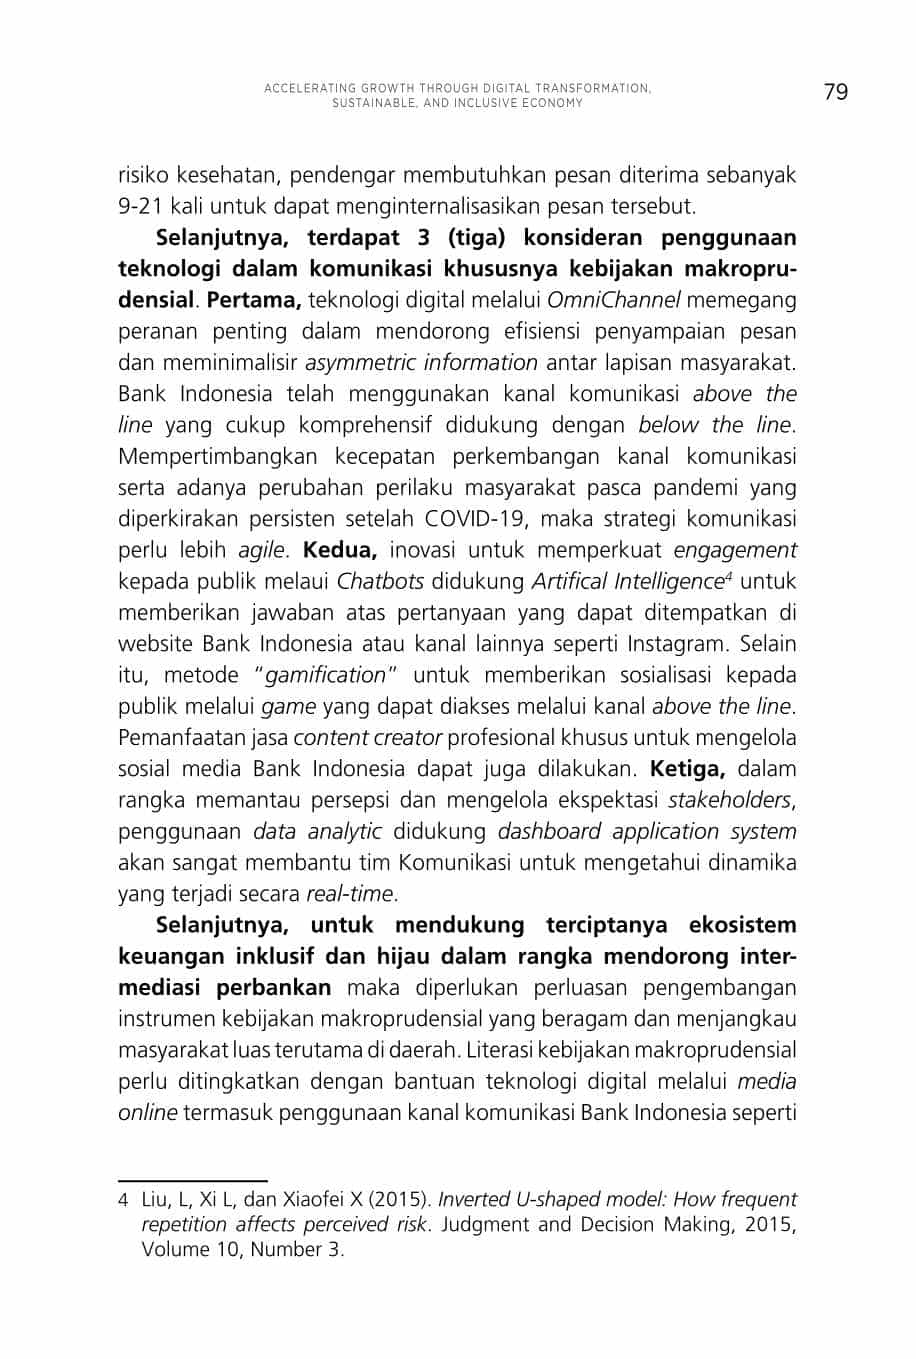 ACCELERATING GROWTH THROUGH DIGITAL TRANSFORMATION,
SUSTAINABLE, AND INCLUSIVE ECONOMY
79
risiko kesehatan, pendengar membutuhkan pesan diterima sebanyak
9-21 kali untuk dapat menginternalisasikan pesan tersebut.
Selanjutnya, terdapat 3 (tiga) konsideran penggunaan
teknologi dalam komunikasi khususnya kebijakan makropru-
densial. Pertama, teknologi digital melalui OmniChannel memegang
peranan penting dalam mendorong efisiensi penyampaian pesan
dan meminimalisir asymmetric information antar lapisan masyarakat.
Bank Indonesia telah menggunakan kanal komunikasi above the
line yang cukup komprehensif didukung dengan below the line.
Mempertimbangkan kecepatan perkembangan kanal komunikasi
serta adanya perubahan perilaku masyarakat pasca pandemi yang
diperkirakan persisten setelah COVID-19, maka strategi komunikasi
perlu lebih agile. Kedua, inovasi untuk memperkuat engagement
kepada publik melaui Chatbots didukung Artifical Intelligence4 untuk
memberikan jawaban atas pertanyaan yang dapat ditempatkan di
website Bank Indonesia atau kanal lainnya seperti Instagram. Selain
itu, metode “gamification” untuk memberikan sosialisasi kepada
publik melalui game yang dapat diakses melalui kanal above the line.
Pemanfaatan jasa content creator profesional khusus untuk mengelola
sosial media Bank Indonesia dapat juga dilakukan. Ketiga, dalam
rangka memantau persepsi dan mengelola ekspektasi stakeholders,
penggunaan data analytic didukung dashboard application system
akan sangat membantu tim Komunikasi untuk mengetahui dinamika
yang terjadi secara real-time.
Selanjutnya, untuk mendukung terciptanya ekosistem
keuangan inklusif dan hijau dalam rangka mendorong inter-
mediasi perbankan maka diperlukan perluasan pengembangan
instrumen kebijakan makroprudensial yang beragam dan menjangkau
masyarakat luas terutama di daerah. Literasi kebijakan makroprudensial
perlu ditingkatkan dengan bantuan teknologi digital melalui media
online termasuk penggunaan kanal komunikasi Bank Indonesia seperti
4 Liu, L, Xi L, dan Xiaofei X (2015). Inverted U-shaped model: How frequent
repetition affects perceived risk. Judgment and Decision Making, 2015,
Volume 10, Number 3.